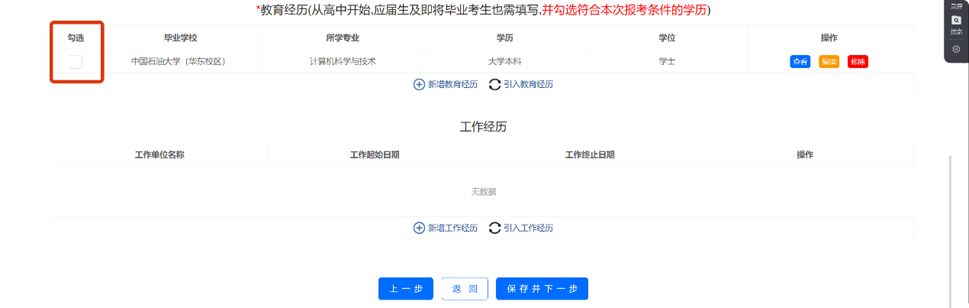 *教育经历(从高中开始,应届生及即将毕业考生也需填写,并勾选符合本次报考条件的学历)
勾选 毕业学校 所学专业 学历 学位 操作
中国石油大学（华东校区） 计算机科学与技术 大学本科 学士 查看 编辑 移除
新增教育经历 引入教育经历
工作经历
工作单位名称 工作起始日期 工作终止日期 操作
无数据
新增工作经历 引入工作经历
上一步 返 回 保存并下一步